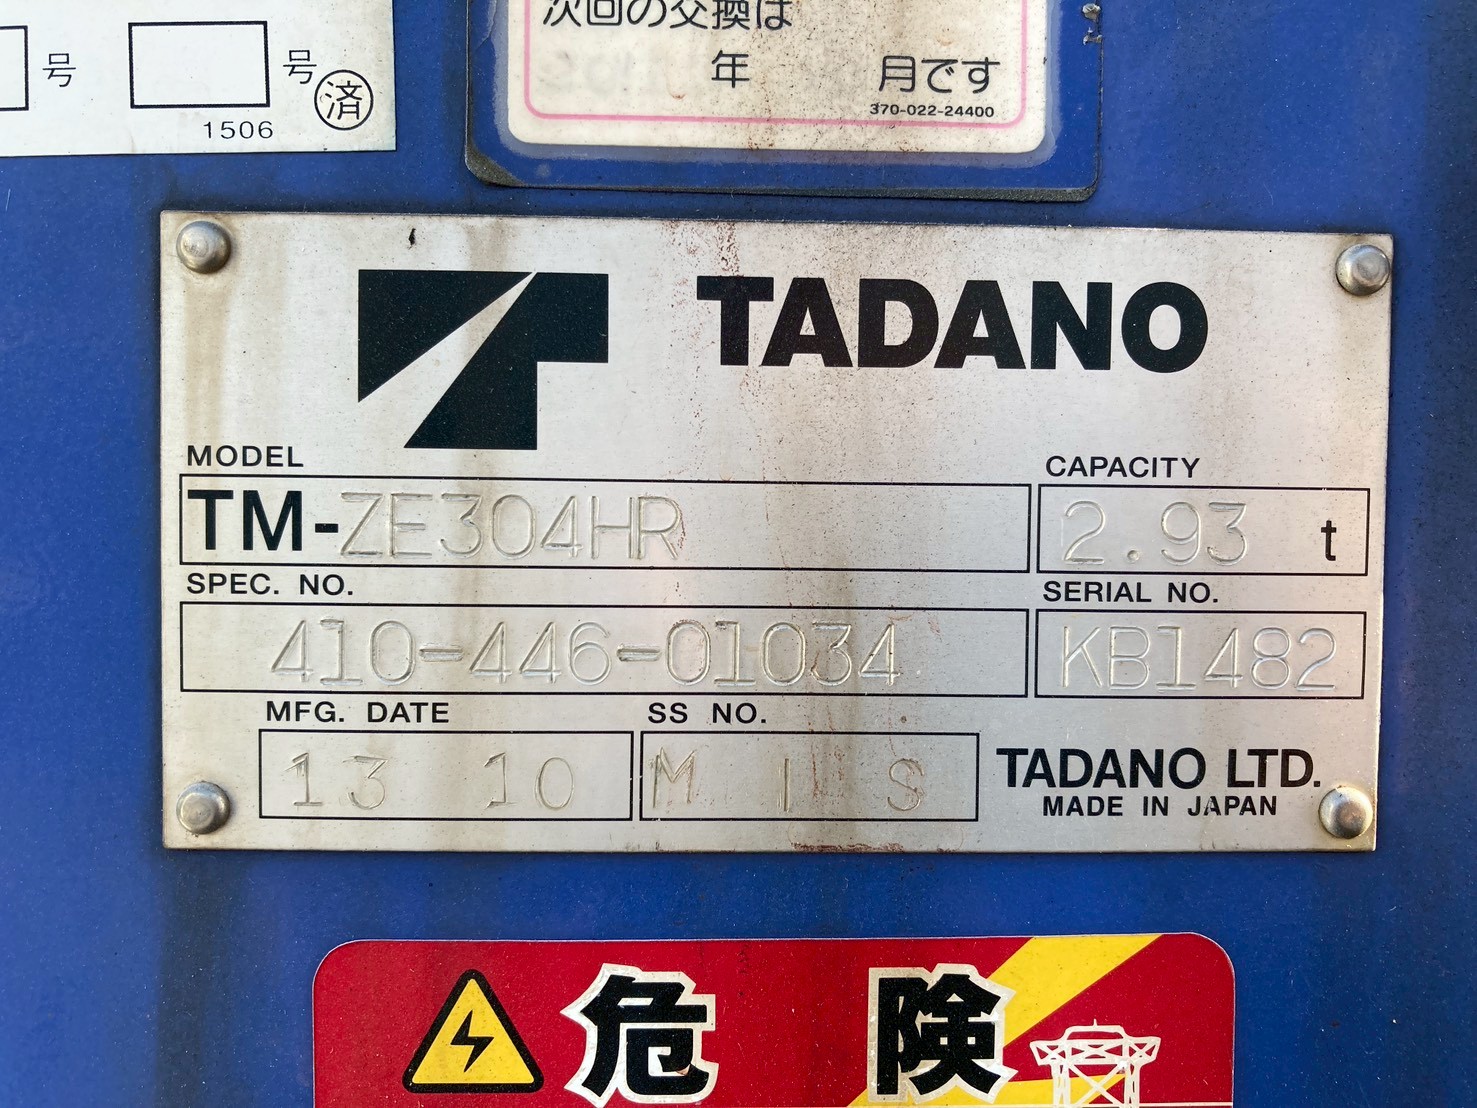 号 号 済
1506
次回の交換は
年 月です
370-022-24400
TADANO
MODEL
TM-ZE304HR
CAPACITY
2.93 t
SPEC. NO.
410-446-01034
SERIAL NO.
KB1482
MFG. DATE
13 10
SS NO.
M I S
TADANO LTD.
MADE IN JAPAN
危険